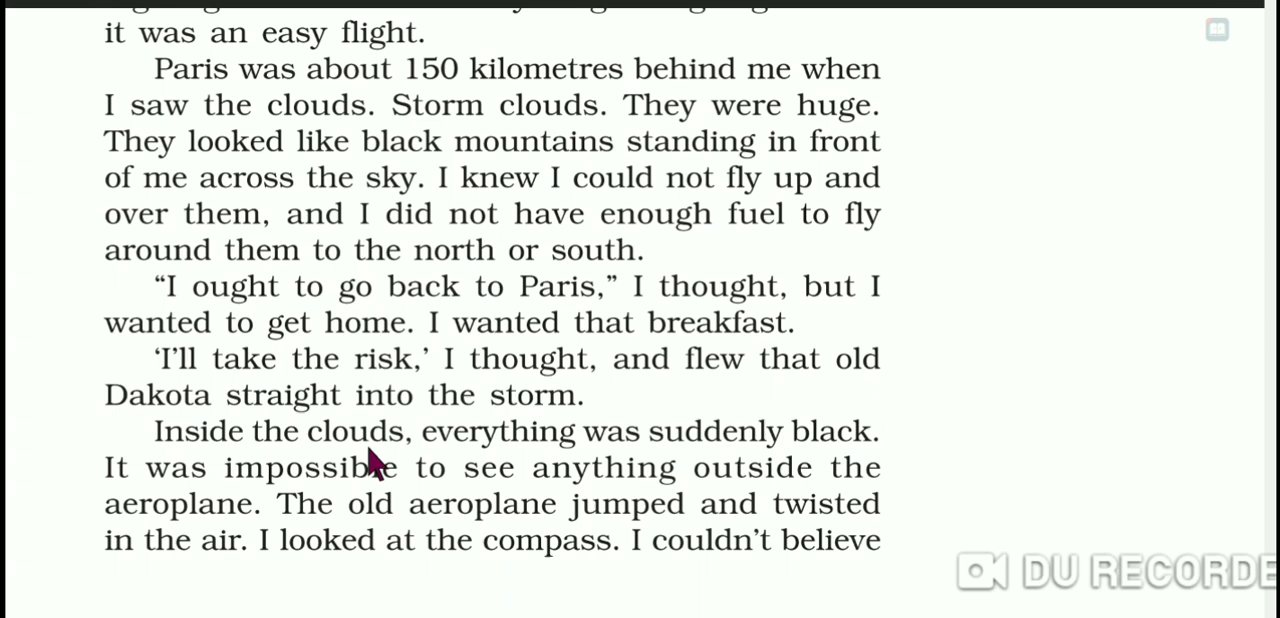 it was an easy flight.
Paris was about 150 kilometres behind me when
I saw the clouds. Storm clouds. They were huge.
They looked like black mountains standing in front
of me across the sky. I knew I could not fly up and
over them, and I did not have enough fuel to fly
around them to the north or south.
“I ought to go back to Paris,” I thought, but I
wanted to get home. I wanted that breakfast.
‘I’ll take the risk,’ I thought, and flew that old
Dakota straight into the storm.
Inside the clouds, everything was suddenly black.
It was impossible to see anything outside the
aeroplane. The old aeroplane jumped and twisted
in the air. I looked at the compass. I couldn’t believe
DU RECORDE